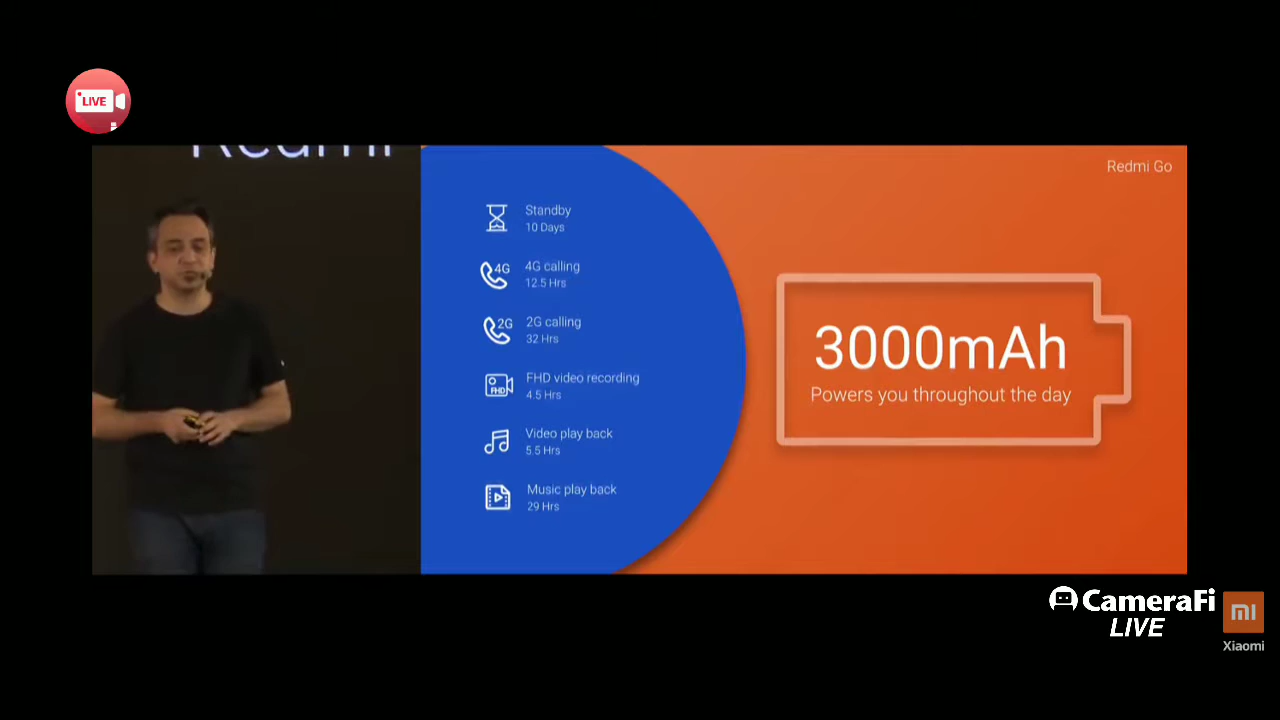 LIVE
Redmi
Redmi Go
Standby
10 Days
4G
4G calling
12.5 Hrs
2G
2G calling
32 Hrs
FHD
FHD video recording
4.5 Hrs
Video play back
5.5 Hrs
Music play back
29 Hrs
3000mAh
Powers you throughout the day
CameraFi
LIVE
mi
Xiaomi